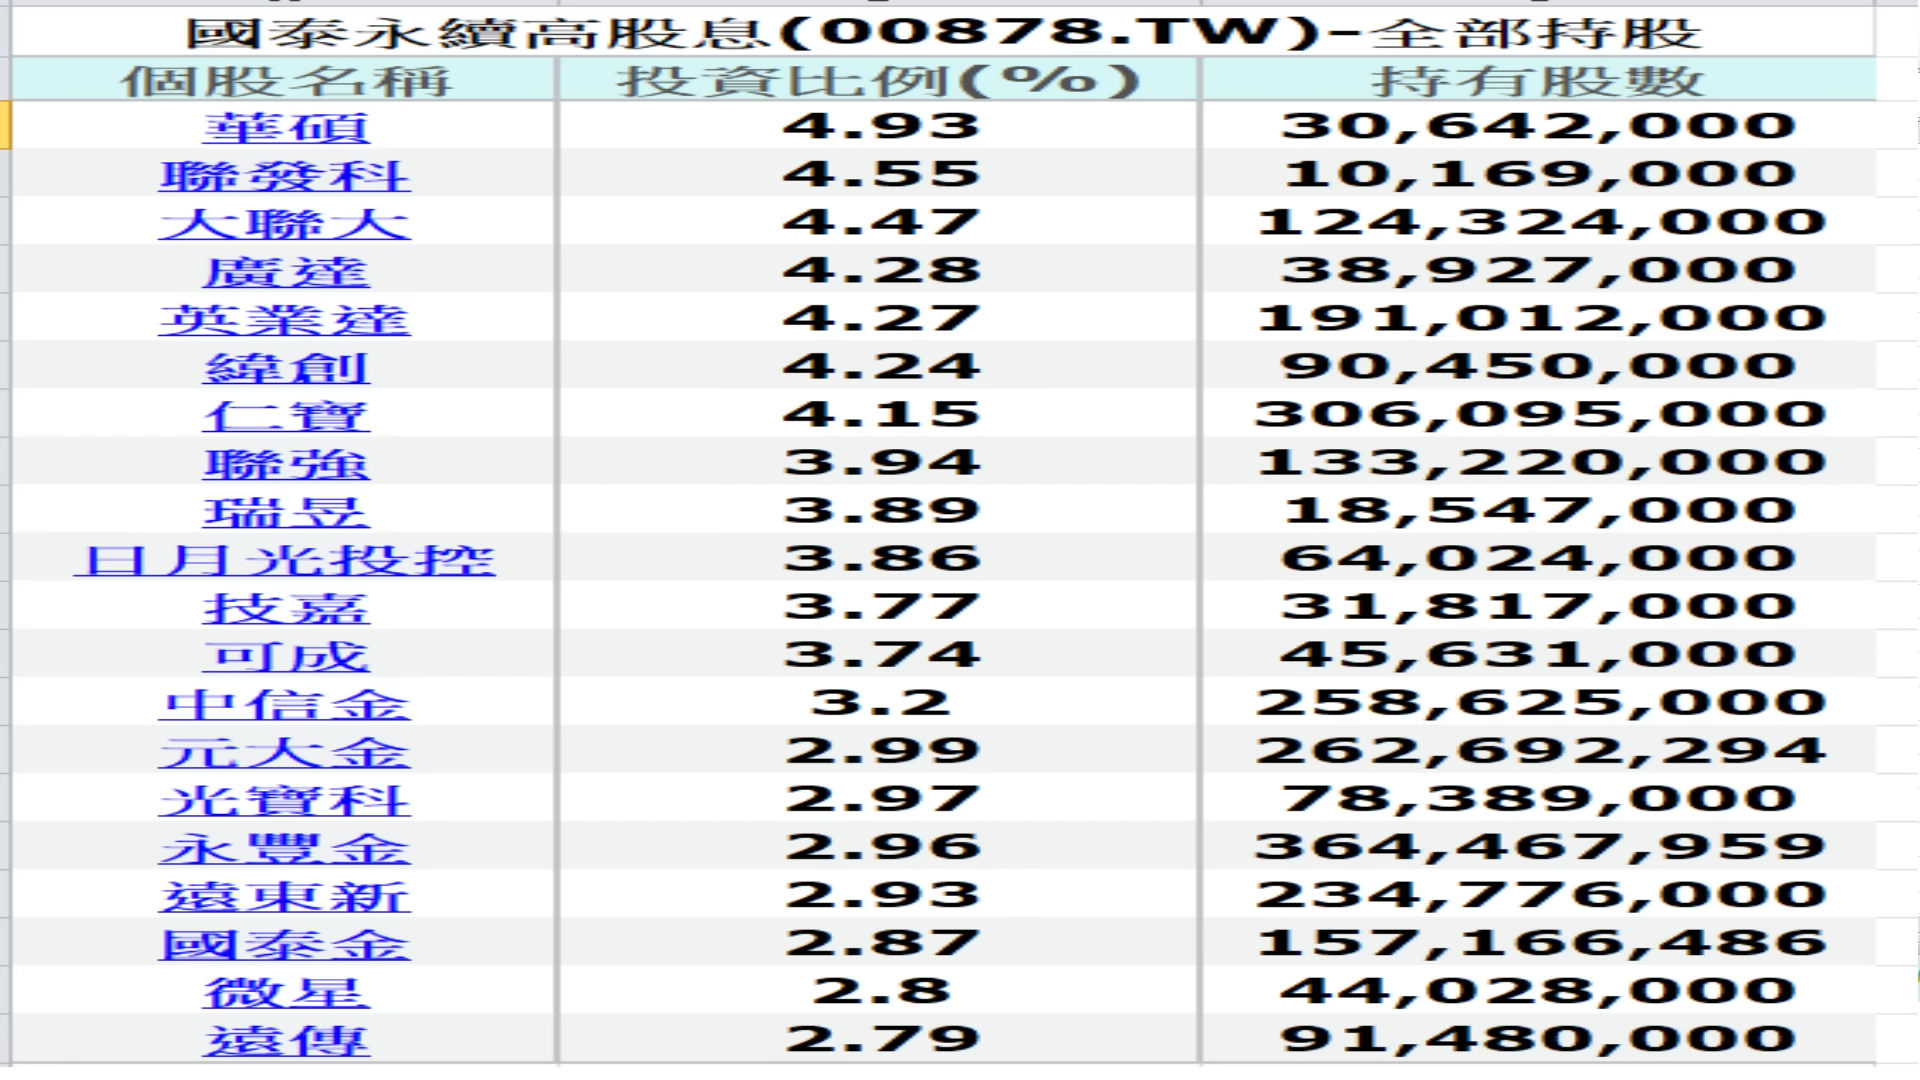 國泰永續高股息(00878.TW)-全部持股
個股名稱 投資比例(%) 持有股數
華碩 4.93 30,642,000
聯發科 4.55 10,169,000
大聯大 4.47 124,324,000
廣達 4.28 38,927,000
英業達 4.27 191,012,000
緯創 4.24 90,450,000
仁寶 4.15 306,095,000
聯強 3.94 133,220,000
瑞昱 3.89 18,547,000
日月光投控 3.86 64,024,000
技嘉 3.77 31,817,000
可成 3.74 45,631,000
中信金 3.2 258,625,000
元大金 2.99 262,692,294
光寶科 2.97 78,389,000
永豐金 2.96 364,467,959
遠東新 2.93 234,776,000
國泰金 2.87 157,166,486
微星 2.8 44,028,000
遠傳 2.79 91,480,000